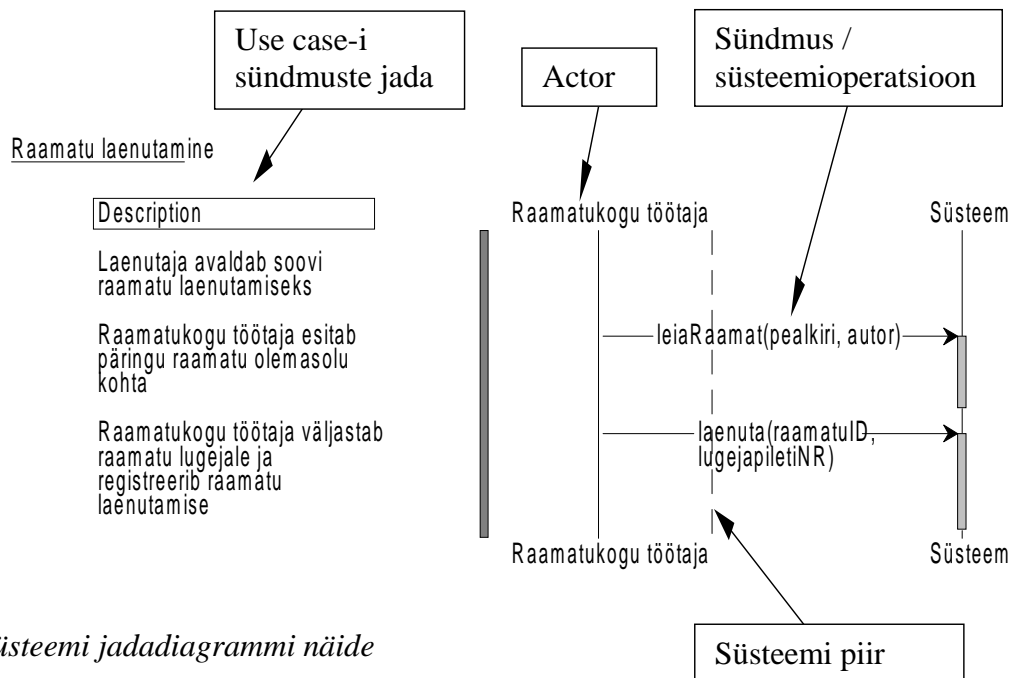 Use case-i
sündmuste jada
Actor
Sündmus /
süsteemioperatsioon
Raamatu laenutamine
Description
Raamatukogu töötaja
Süsteem
Laenutaja avaldab soovi
raamatu laenutamiseks
Raamatukogu töötaja esitab
päringu raamatu olemasolu
kohta
leiaRaamat(pealkiri, autor)
Raamatukogu töötaja väljastab
raamatu lugejale ja
registreerib raamatu
laenutamise
laenuta(raamatuID,
lugejapiletiNR)
Raamatukogu töötaja
Süsteem
üsteemi jadadiagrammi näide
Süsteemi piir